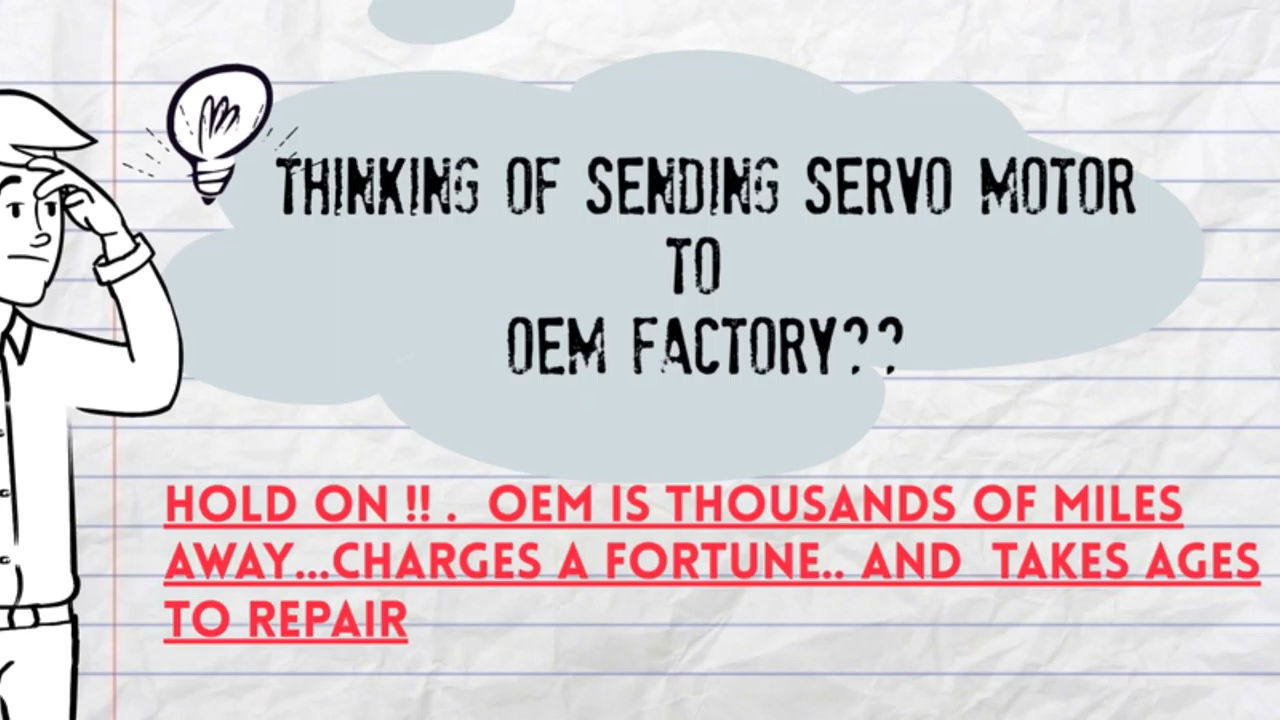 THINKING OF SENDING SERVO MOTOR
TO
OEM FACTORY??
HOLD ON !! .  OEM IS THOUSANDS OF MILES
AWAY...CHARGES A FORTUNE.. AND  TAKES AGES
TO REPAIR